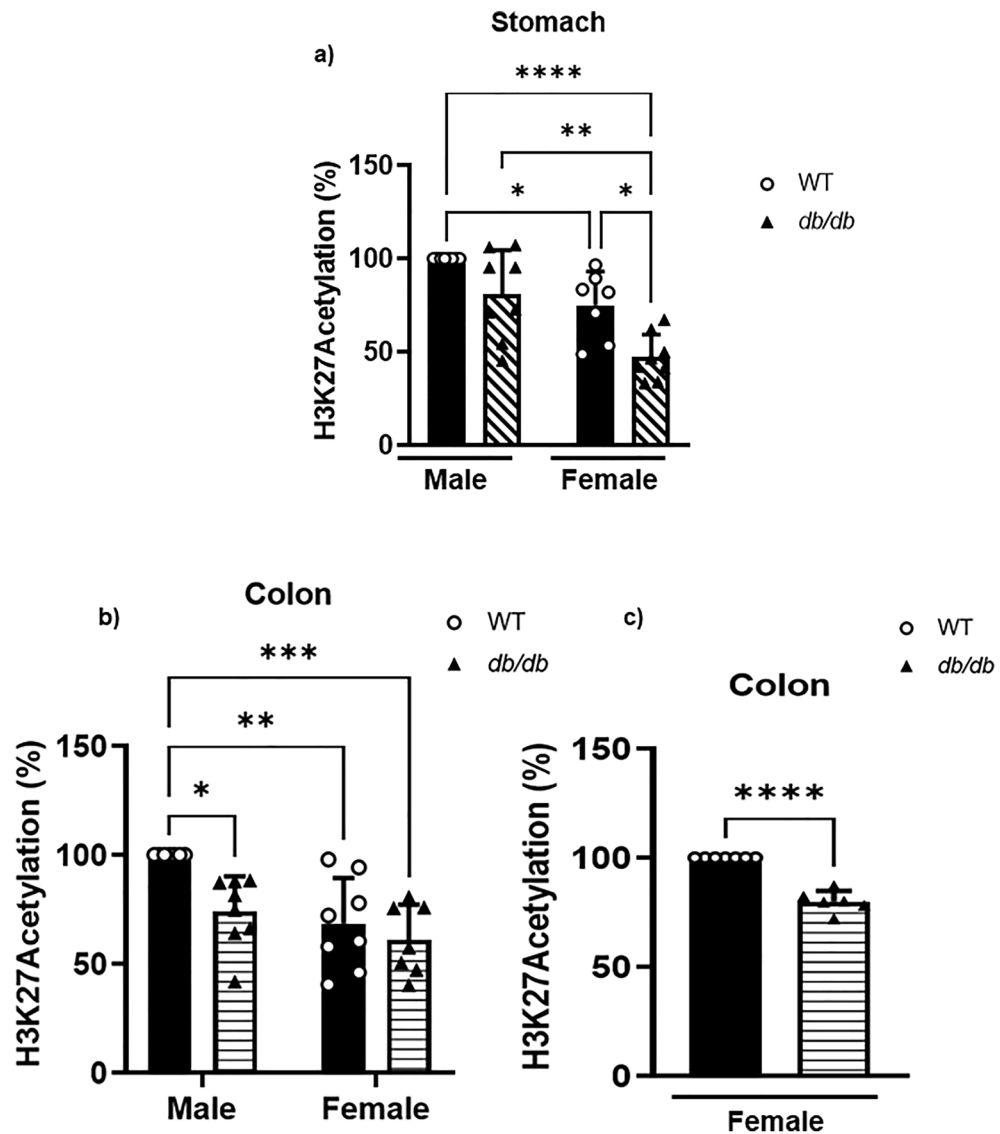 Stomach
a)
****
**
*
*
150
100
50
0
H3K27Acetylation (%)
WT
db/db
Male
Female
Colon
b)
WT
db/db
***
**
*
150
100
50
0
H3K27Acetylation (%)
Male
Female
c)
WT
db/db
Colon
****
150
100
50
0
H3K27Acetylation (%)
Female